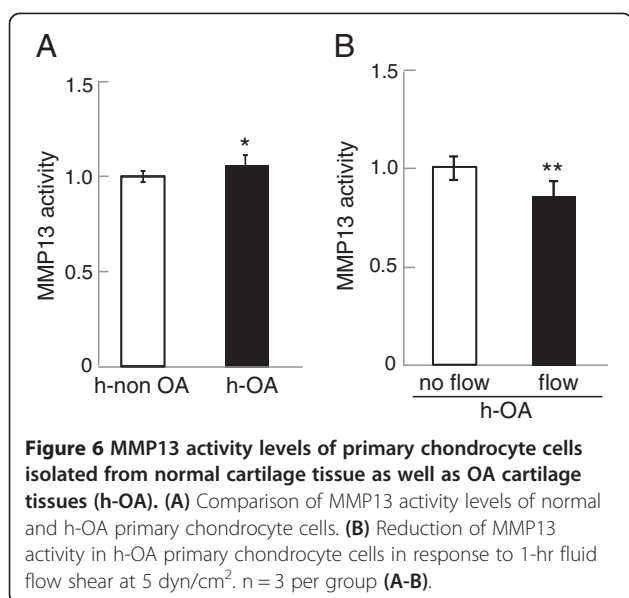 A
B
1.5
1.0
0.5
0
MMP13 activity
*
h-non OA h-OA
1.5
1.0
0.5
0
MMP13 activity
**
no flow flow
h-OA
Figure 6 MMP13 activity levels of primary chondrocyte cells
isolated from normal cartilage tissue as well as OA cartilage
tissues (h-OA). (A) Comparison of MMP13 activity levels of normal
and h-OA primary chondrocyte cells. (B) Reduction of MMP13
activity in h-OA primary chondrocyte cells in response to 1-hr fluid
flow shear at 5 dyn/cm². n = 3 per group (A-B).